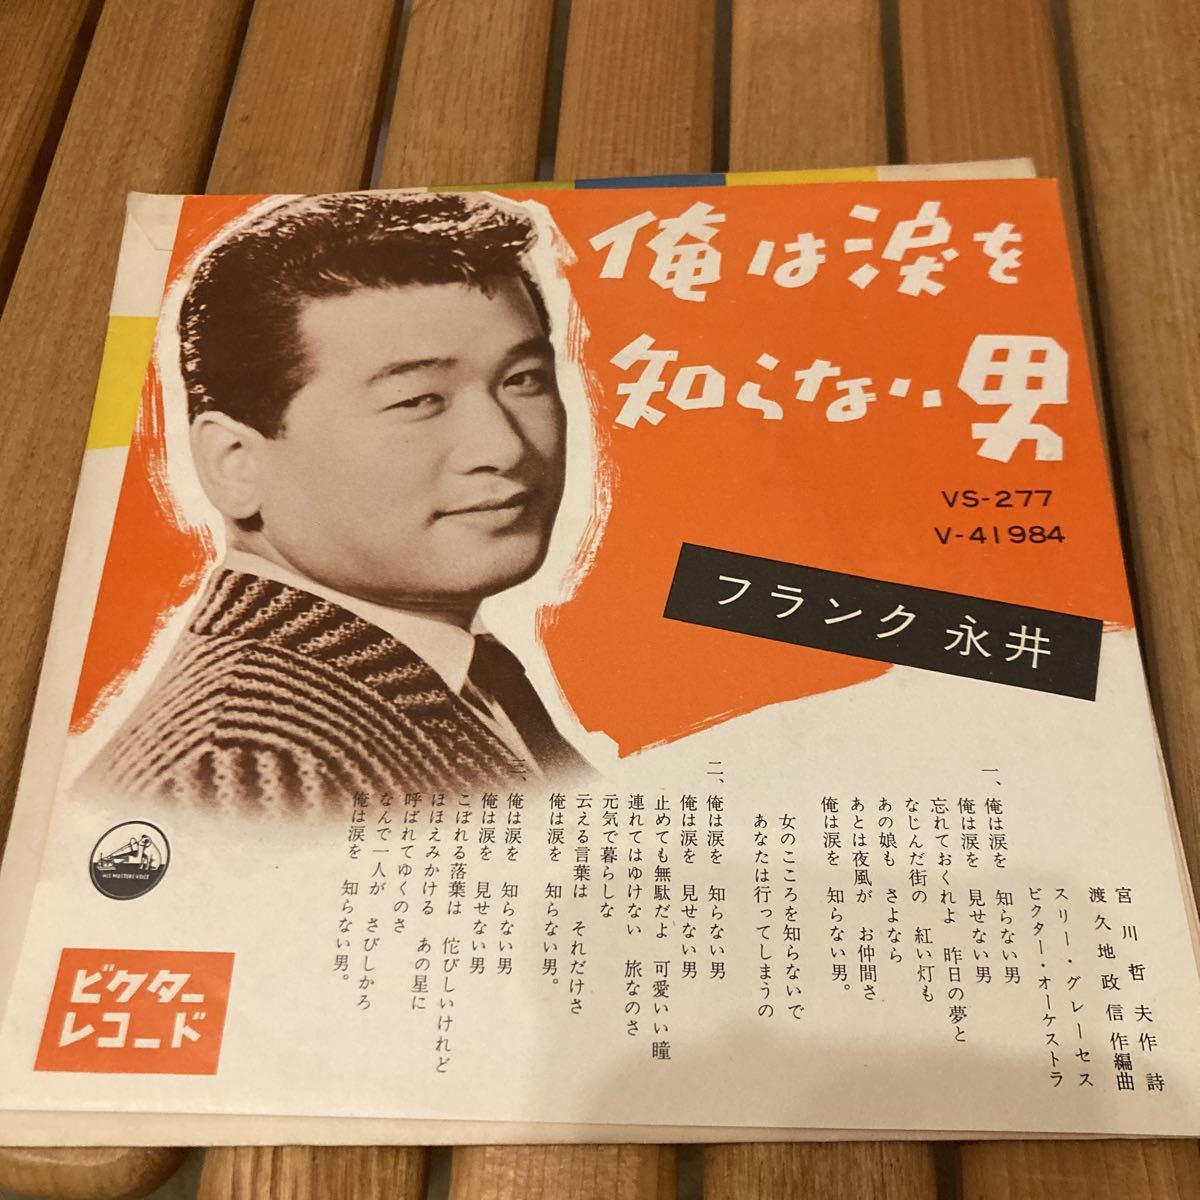 俺は涙を
知らない男
VS-277
V-41984
フランク 永井
宮川哲夫作詩
渡久地政信作編曲
スリー・グレーセス
ビクター・オーケストラ
一、俺は涙を 知らない男
俺は涙を 見せない男
忘れておくれよ 昨日の夢と
なじんだ街の 紅い灯も
あの娘も さよなら
あとは夜風が お仲間さ
俺は涙を 知らない男。
女のこころを知らないで
あなたは行ってしまうの
二、俺は涙を 知らない男
俺は涙を 見せない男
止めても無駄だよ 可愛いい瞳
連れてはゆけない 旅なのさ
元気で暮らしな
云える言葉は それだけさ
俺は涙を 知らない男。
三、俺は涙を 知らない男
俺は涙を 見せない男
こぼれる落葉は 佗びしいけれど
ほほえみかける あの星に
呼ばれてゆくのさ
なんで一人が さびしかろ
俺は涙を 知らない男。
HIS MASTERS VOICE
ビクター
レコード